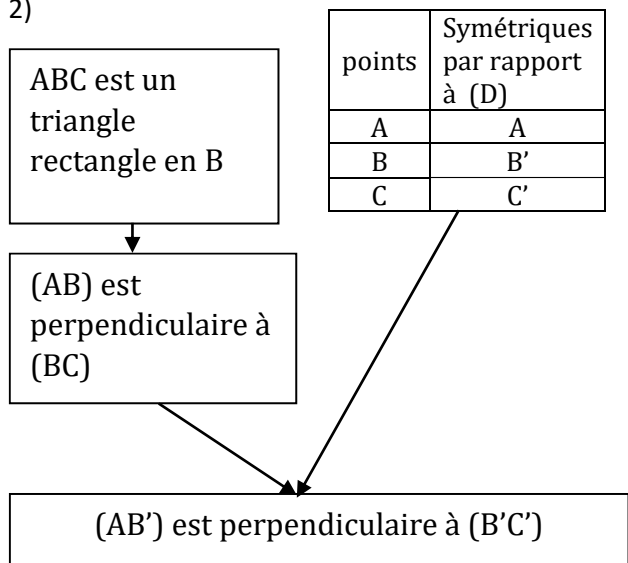 2)
ABC est un
triangle
rectangle en B
points
Symétriques
par rapport
à (D)
A A
B B’
C C’
(AB) est
perpendiculaire à
(BC)
(AB’) est perpendiculaire à (B’C’)